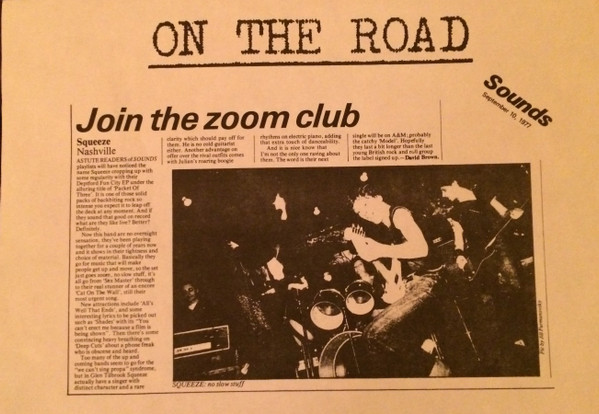 ON THE ROAD
Sounds
September 10, 1977
Join the zoom club
Squeeze
Nashville
ASTUTE READERS of SOUNDS
playlists will have noticed the
name Squeeze cropping up with
some regularity with their
Deptford Fun City EP under the
alluring title of 'Packet Of
Three'. It is one of those solid
packs of backbiting rock so
intense you expect it to leap off
the deck at any moment. And if
they sound that good on record
what are they like live? Better?
Definitely.
Now this band are no overnight
sensation, they've been playing
together for a couple of years now
and it shows in their tightness and
choice of material. Basically they
go for music that will make
people get up and move, so the set
just goes zoom, no slow stuff, it's
all go from 'Sex Master' through
to their real stunner of an encore
'Cat On The Wall', still their
most urgent song.
Now attractions include 'All's
Well That Ends', and some
interesting lyrics to be picked out
such as 'Shades' with its "You
can't erect me because a film is
being shown". Then there's some
convincing heavy breathing on
'Deep Cuts' about a phone freak
who is obscene and heard.
Too many of the up and
coming bands seem to go for the
"we can't sing propa" syndrome,
but in Glen Tilbrook Squeeze
actually have a singer with
distinct character and a rare
clarity which should pay off for
them. He is no cold guitarist
either. Another advantage on
offer over the rival outfits comes
with Julian's roaring boogie
rhythms on electric piano, adding
that extra touch of danceability.
And it is nice know that
I'm not the only one raving about
them. The word is their next
single will be on A&M; probably
the catchy 'Model'. Hopefully
they last a bit longer than the last
young British rock and roll group
the label signed up. — David Brown.
SQUEEZE: no slow stuff